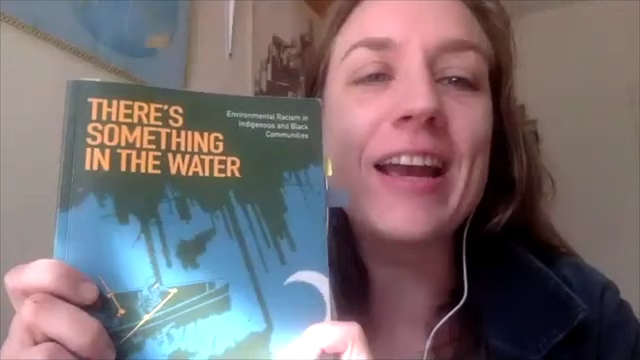 THERE'S
SOMETHING
IN THE WATER
Environmental Racism in
Indigenous and Black
Communities